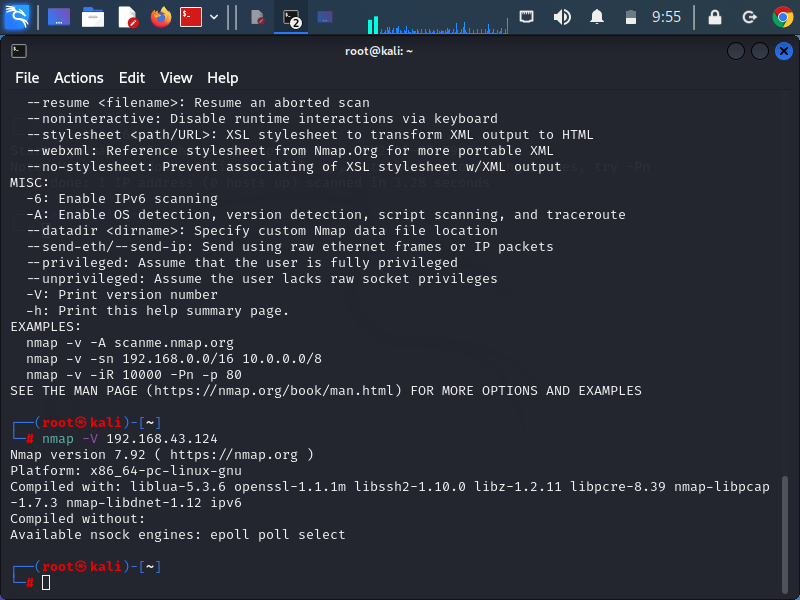 9:55
2
root@kali: ~
File Actions Edit View Help
--resume <filename>: Resume an aborted scan
--noninteractive: Disable runtime interactions via keyboard
--stylesheet <path/URL>: XSL stylesheet to transform XML output to HTML
--webxml: Reference stylesheet from Nmap.Org for more portable XML
--no-stylesheet: Prevent associating of XSL stylesheet w/XML output
MISC:
-6: Enable IPv6 scanning
-A: Enable OS detection, version detection, script scanning, and traceroute
--datadir <dirname>: Specify custom Nmap data file location
--send-eth/--send-ip: Send using raw ethernet frames or IP packets
--privileged: Assume that the user is fully privileged
--unprivileged: Assume the user lacks raw socket privileges
-V: Print version number
-h: Print this help summary page.
EXAMPLES:
nmap -v -A scanme.nmap.org
nmap -v -sn 192.168.0.0/16 10.0.0.0/8
nmap -v -iR 10000 -Pn -p 80
SEE THE MAN PAGE (https://nmap.org/book/man.html) FOR MORE OPTIONS AND EXAMPLES
┌──(root㉿kali)-[~]
└─# nmap -V 192.168.43.124
Nmap version 7.92 ( https://nmap.org )
Platform: x86_64-pc-linux-gnu
Compiled with: liblua-5.3.6 openssl-1.1.1m libssh2-1.10.0 libz-1.2.11 libpcre-8.39 nmap-libpcap
-1.7.3 nmap-libdnet-1.12 ipv6
Compiled without:
Available nsock engines: epoll poll select
┌──(root㉿kali)-[~]
└─#